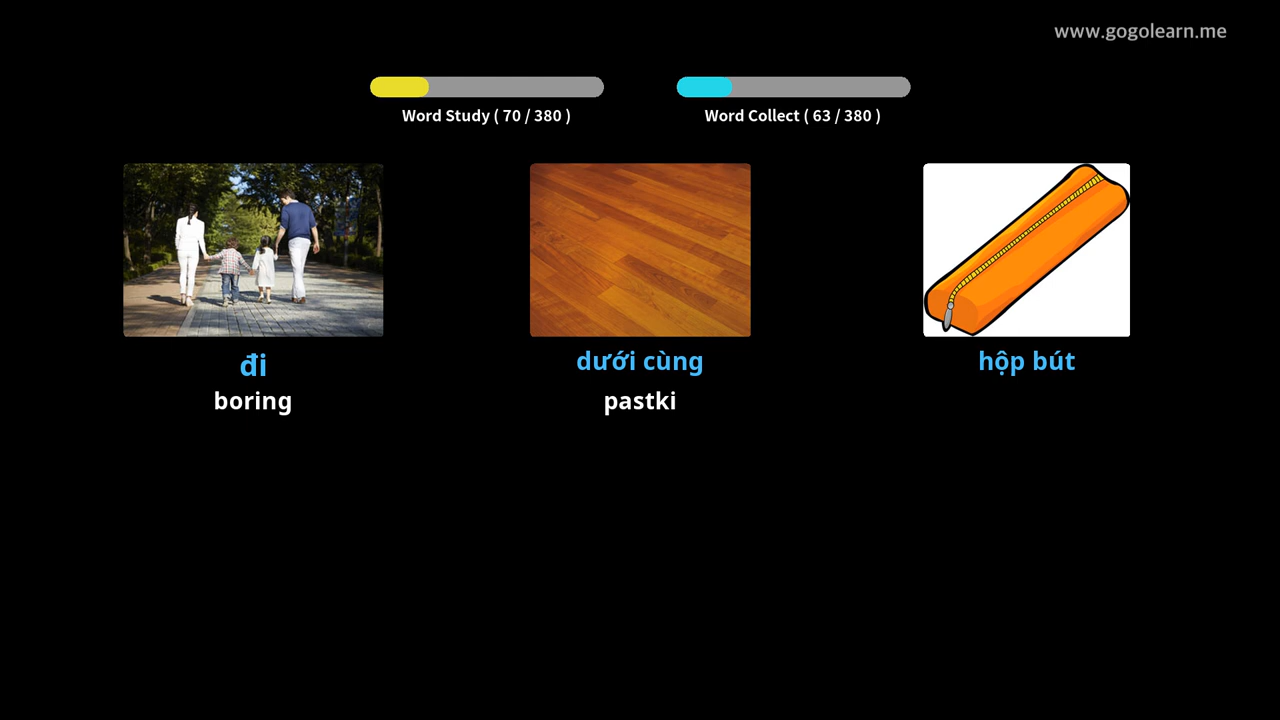 www.gogolearn.me
Word Study ( 70 / 380 )
Word Collect ( 63 / 380 )
đi
boring
dưới cùng
pastki
hộp bút